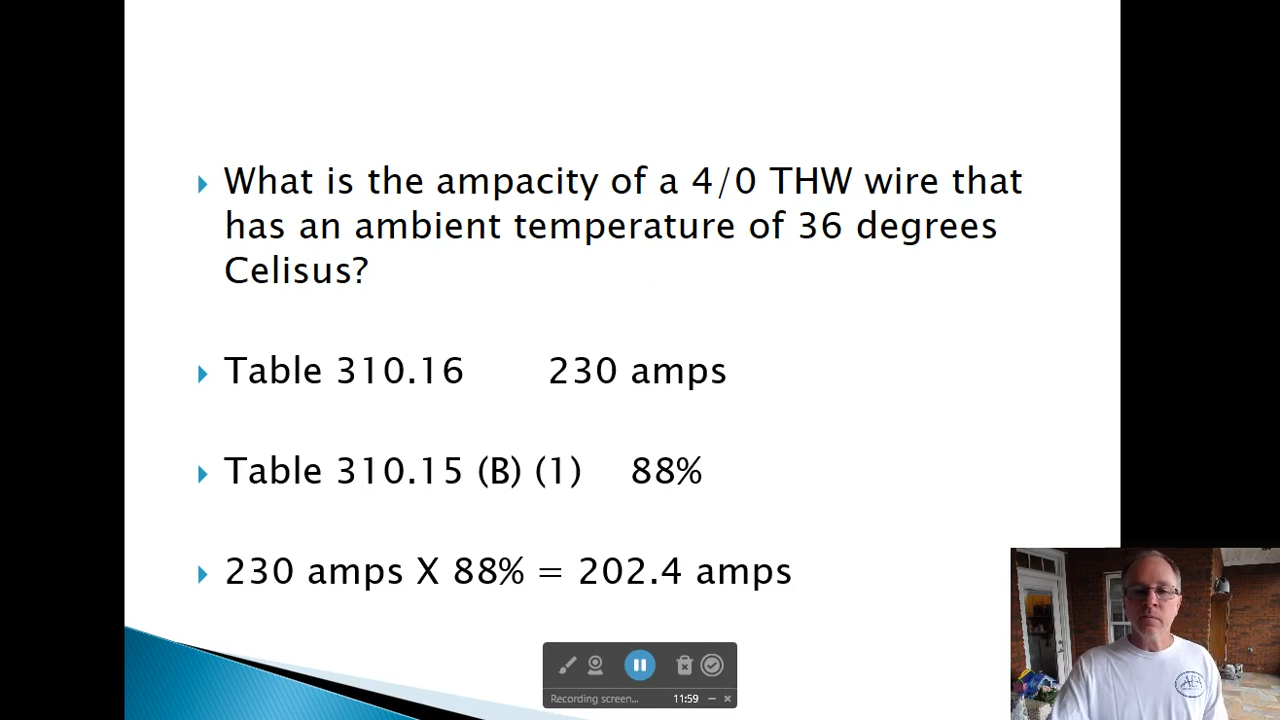 What is the ampacity of a 4/0 THW wire that
has an ambient temperature of 36 degrees
Celisus?
Table 310.16 230 amps
Table 310.15 (B) (1) 88%
230 amps X 88% = 202.4 amps
Recording screen... 11:59